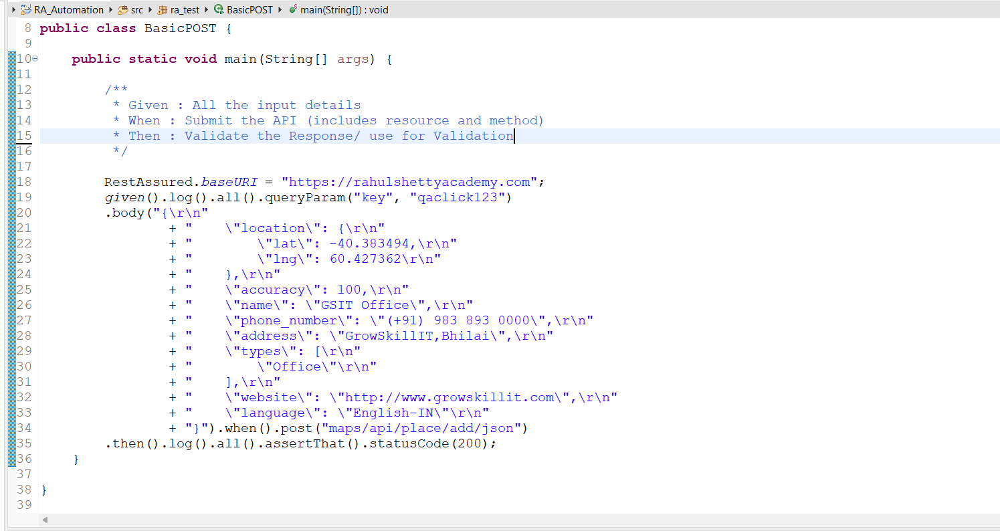 RA_Automation src ra_test BasicPOST main(String[]) : void
8 public class BasicPOST {
9
10 public static void main(String[] args) {
11
12 /**
13 * Given : All the input details
14 * When : Submit the API (includes resource and method)
15 * Then : Validate the Response/ use for Validation
16 */
17
18 RestAssured.baseURI = "https://rahulshettyacademy.com";
19 given().log().all().queryParam("key", "qaclick123")
20 .body("{\r\n"
21 + "    \"location\": {\r\n"
22 + "        \"lat\": -40.383494,\r\n"
23 + "        \"lng\": 60.427362\r\n"
24 + "    },\r\n"
25 + "    \"accuracy\": 100,\r\n"
26 + "    \"name\": \"GSIT Office\",\r\n"
27 + "    \"phone_number\": \"(+91) 983 893 0000\",\r\n"
28 + "    \"address\": \"GrowSkillIT,Bhilai\",\r\n"
29 + "    \"types\": [\r\n"
30 + "        \"Office\"\r\n"
31 + "    ],\r\n"
32 + "    \"website\": \"http://www.growskillit.com\",\r\n"
33 + "    \"language\": \"English-IN\"\r\n"
34 + "}").when().post("maps/api/place/add/json")
35 .then().log().all().assertThat().statusCode(200);
36 }
37
38 }
39